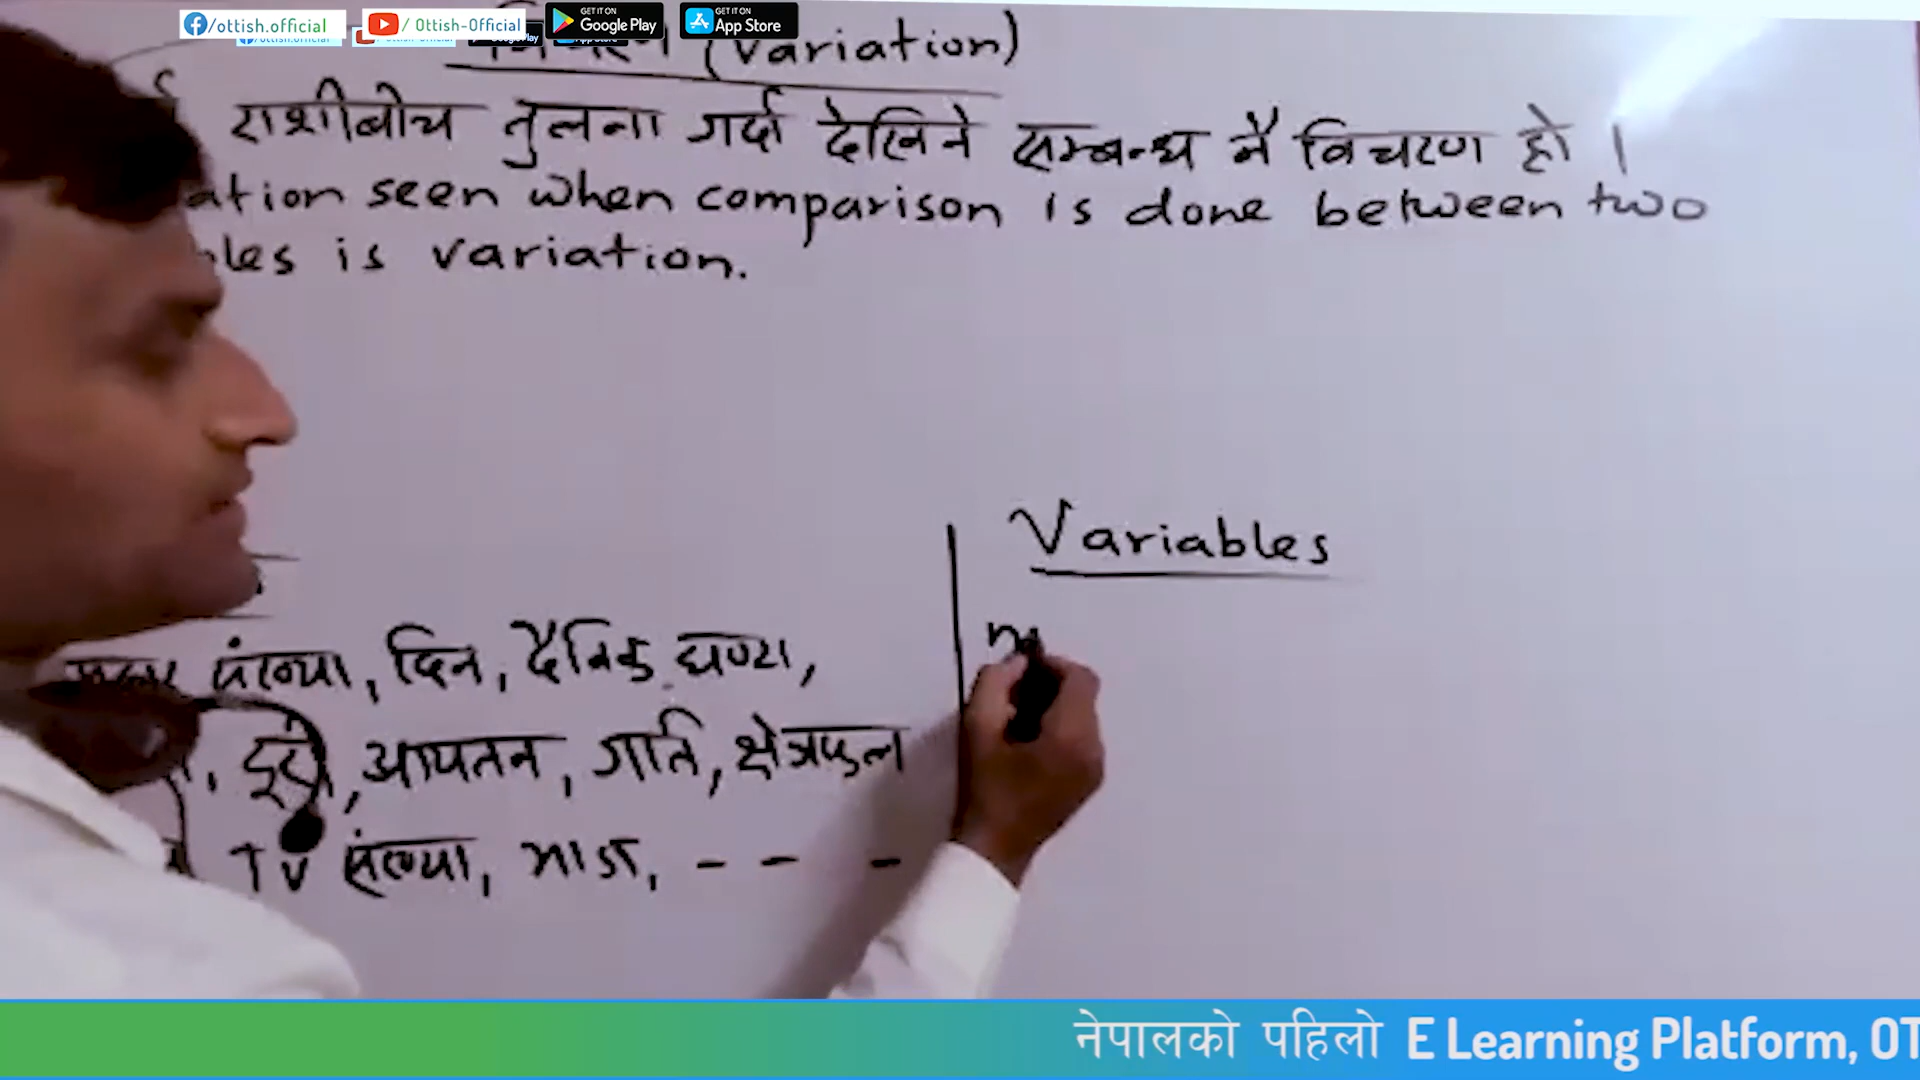 /ottish.official / Ottish-Official GET IT ON Google Play GET IT ON App Store
(Variation)
राशीबीच तुलना गर्दा देखिने सम्बन्ध नै विचरण हो ।
ation seen when comparison is done between two
les is variation.
Variables
संख्या, दिन, दैनिक घण्टा,
आयतन, गति, क्षेत्रफल
TV संख्या, भाडा, - - -
नेपालको पहिलो E Learning Platform, OT